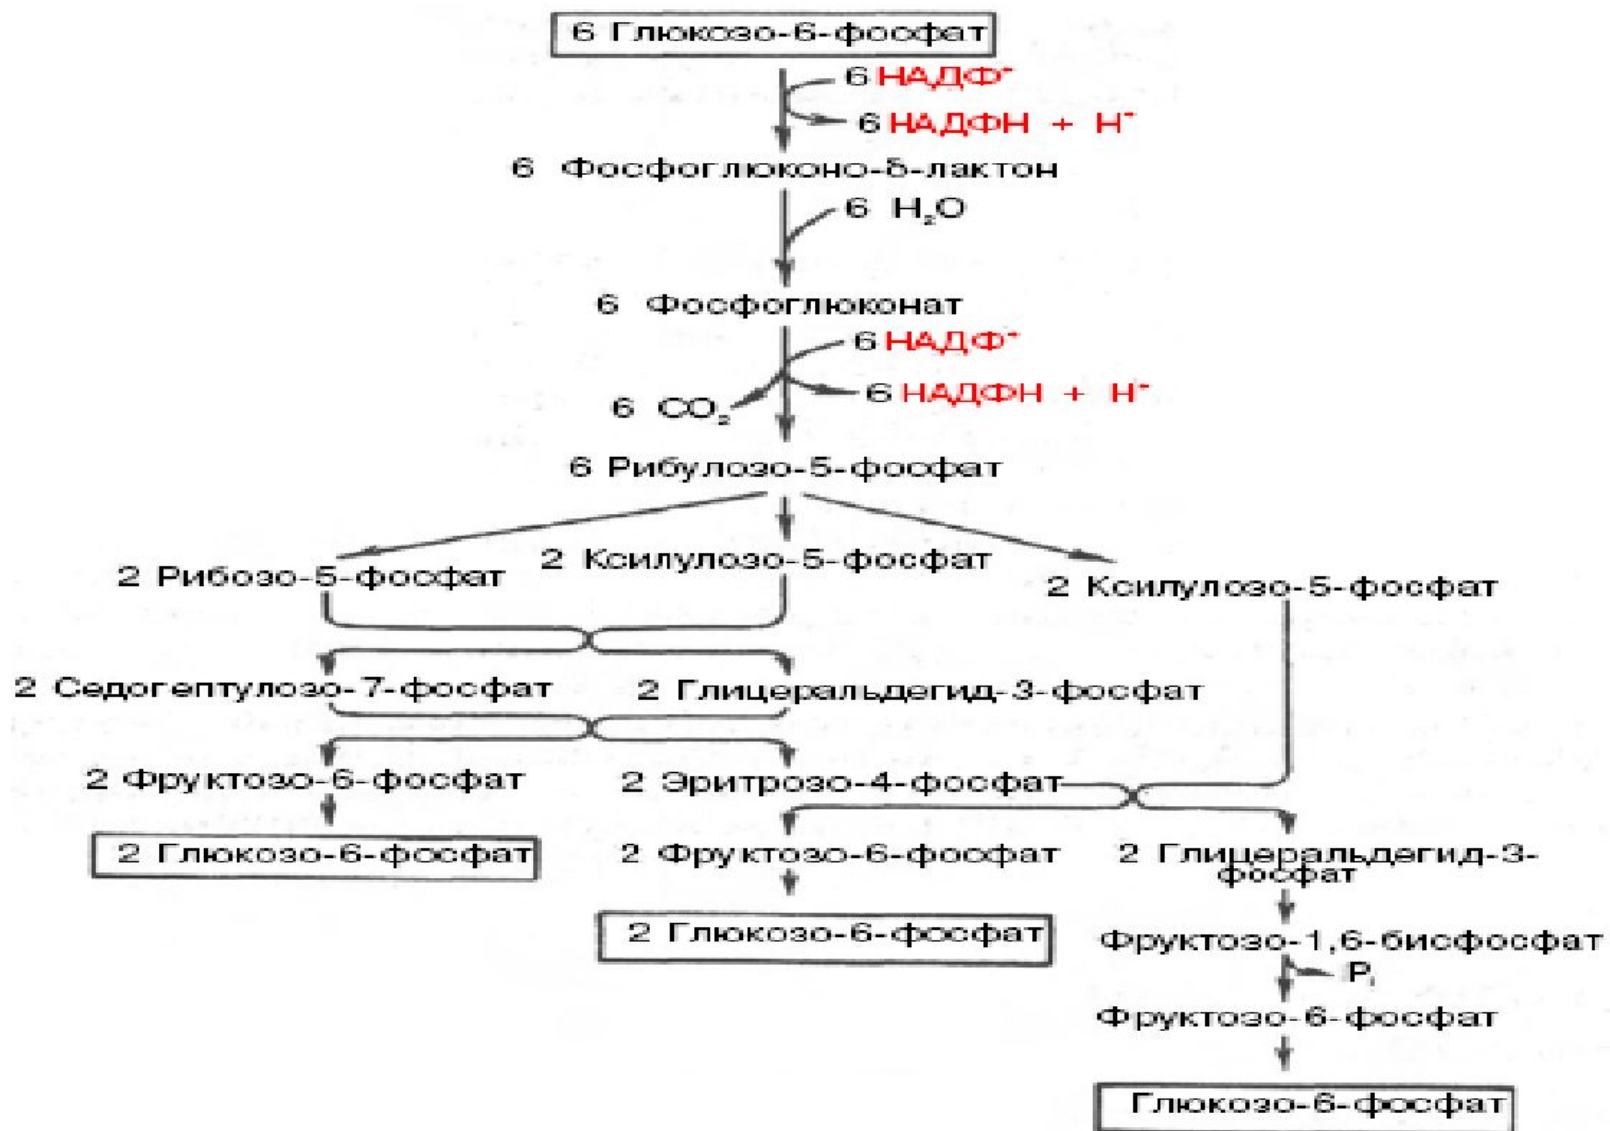 6 Глюкозо-6-фосфат
6 НАДФ⁺
6 НАДФН + Н⁺
6 Фосфоглюконо-δ-лактон
6 H₂O
6 Фосфоглюконат
6 НАДФ⁺
6 НАДФН + Н⁺
6 CO₂
6 Рибулозо-5-фосфат
2 Рибозо-5-фосфат
2 Ксилулозо-5-фосфат
2 Ксилулозо-5-фосфат
2 Седогептулозо-7-фосфат
2 Глицеральдегид-3-фосфат
2 Фруктозо-6-фосфат
2 Эритрозо-4-фосфат
2 Глюкозо-6-фосфат
2 Фруктозо-6-фосфат
2 Глицеральдегид-3-
фосфат
2 Глюкозо-6-фосфат
Фруктозо-1,6-бисфосфат
Pᵢ
Фруктозо-6-фосфат
Глюкозо-6-фосфат